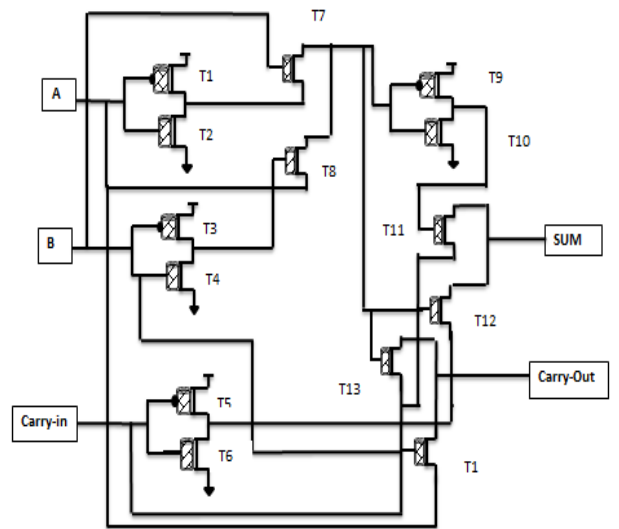 T7
T1
T9
A
T2
T10
T8
T3
T11
SUM
B
T4
T12
T13
Carry-Out
T5
Carry-in
T6
T1